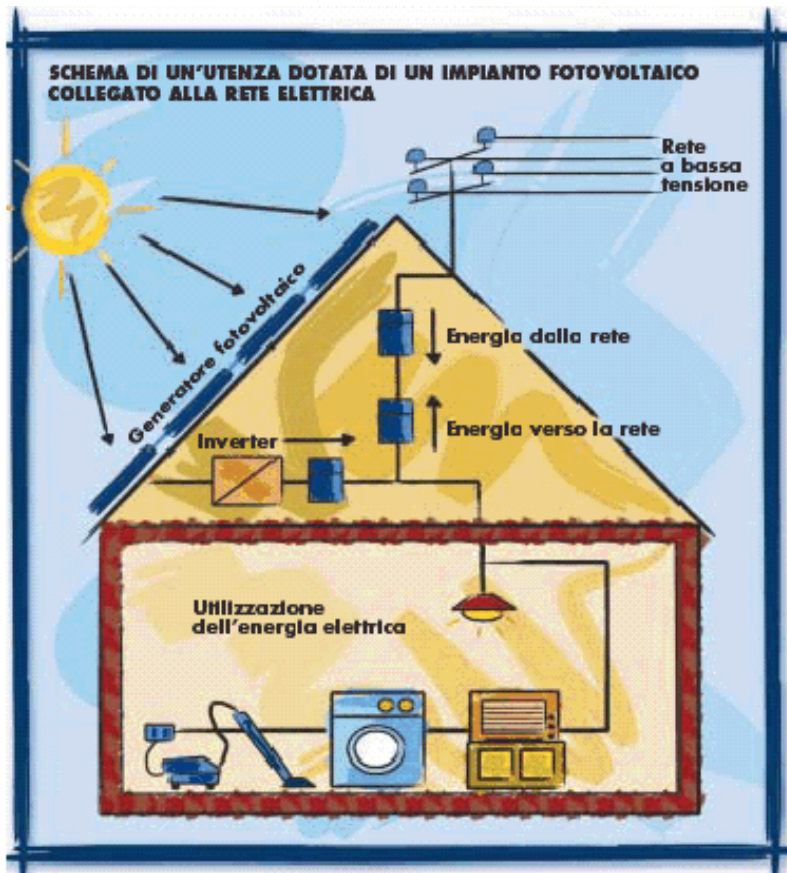 SCHEMA DI UN'UTENZA DOTATA DI UN IMPIANTO FOTOVOLTAICO
COLLEGATO ALLA RETE ELETTRICA
Rete
a bassa
tensione
Generatore fotovoltaico
Energia dalla rete
Energia verso la rete
Inverter
Utilizzazione
dell'energia elettrica